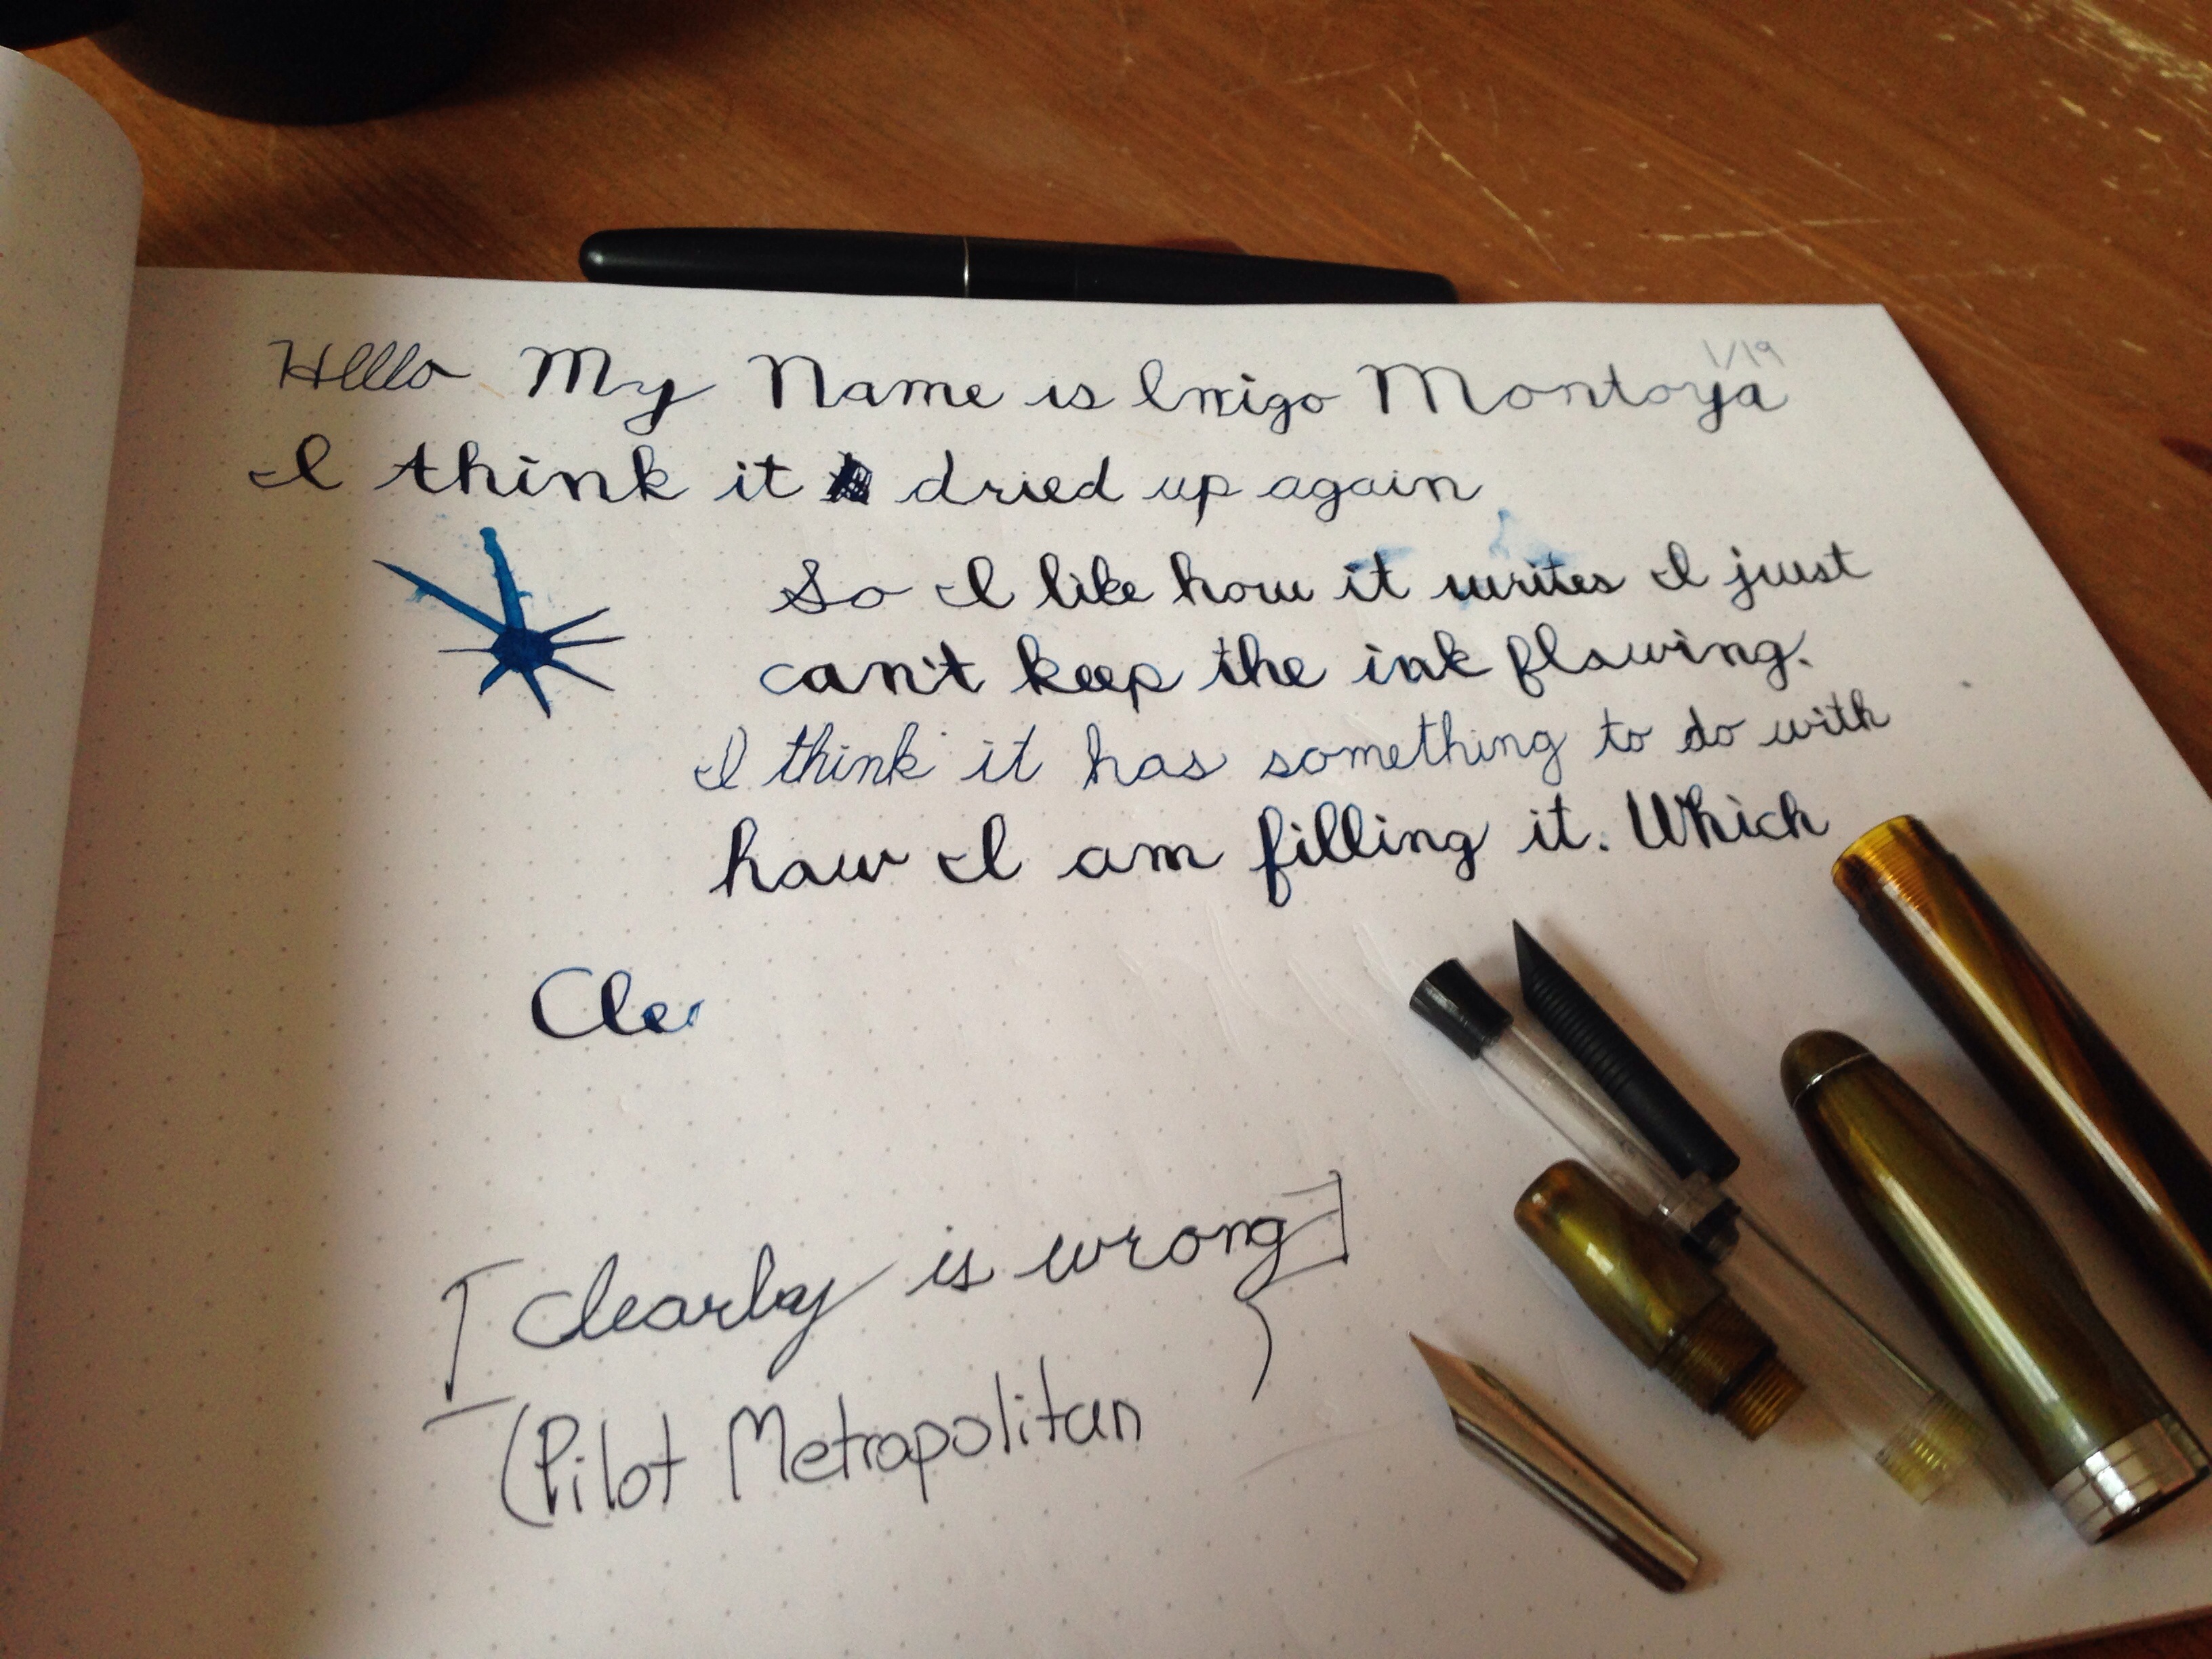 1/19
Hello My Name is Inigo Montoya
I think it dried up again
So I like how it writes I just
can't keep the ink flowing.
I think it has something to do with
how I am filling it. Which
Cle
[Clearly is wrong]
(Pilot Metropolitan